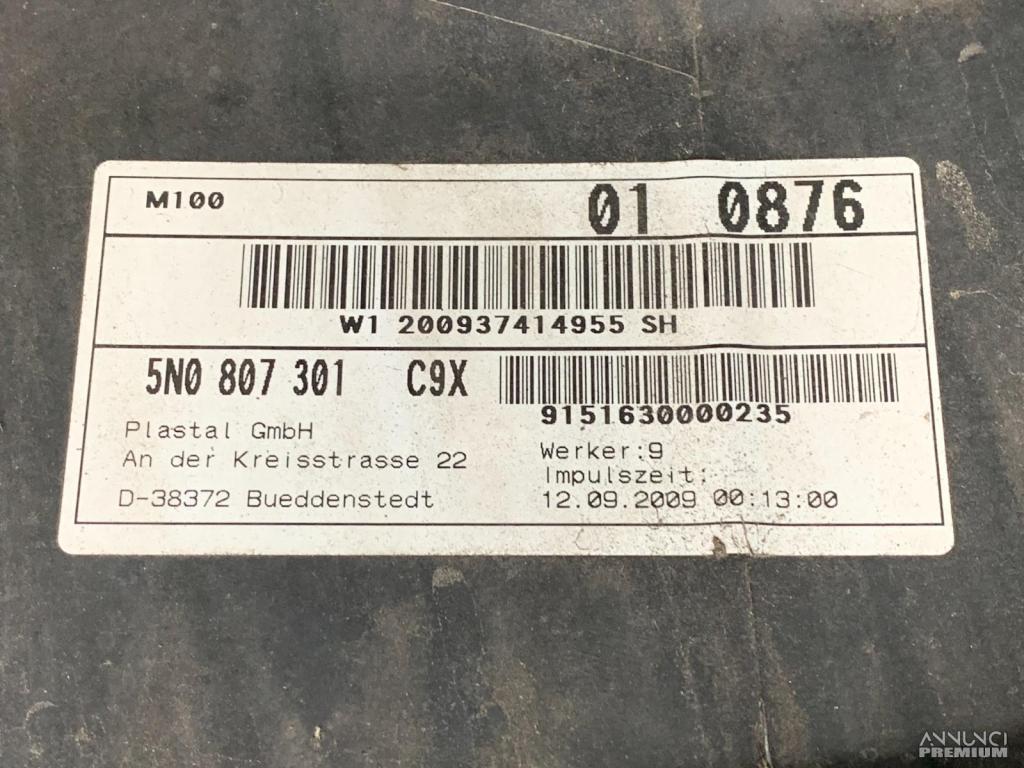 M100 01 0876
W1 200937414955 SH
5N0 807 301 C9X
9151630000235
Plastal GmbH
An der Kreisstrasse 22
D-38372 Bueddenstedt
Werker:9
Impulszeit:
12.09.2009 00:13:00
ANNUNCI
PREMIUM